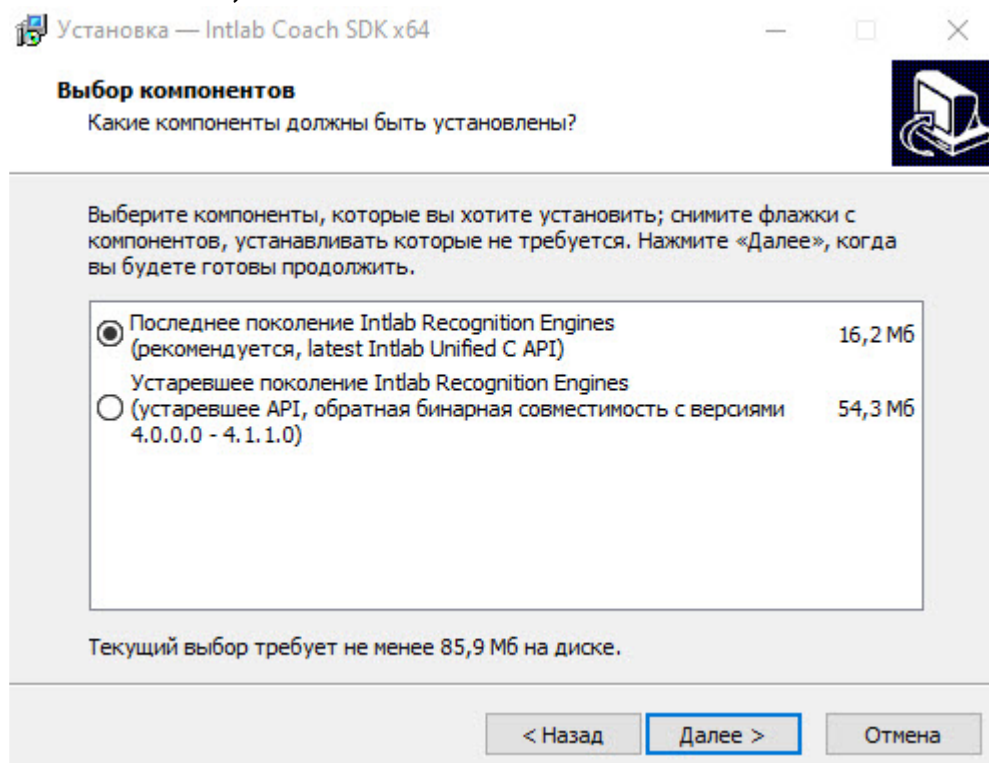 Установка — Intlab Coach SDK x64
Выбор компонентов
Какие компоненты должны быть установлены?
Выберите компоненты, которые вы хотите установить; снимите флажки с
компонентов, устанавливать которые не требуется. Нажмите «Далее», когда
вы будете готовы продолжить.
Последнее поколение Intlab Recognition Engines
(рекомендуется, latest Intlab Unified C API) 16,2 Мб
Устаревшее поколение Intlab Recognition Engines
(устаревшее API, обратная бинарная совместимость с версиями 54,3 Мб
4.0.0.0 - 4.1.1.0)
Текущий выбор требует не менее 85,9 Мб на диске.
< Назад Далее > Отмена